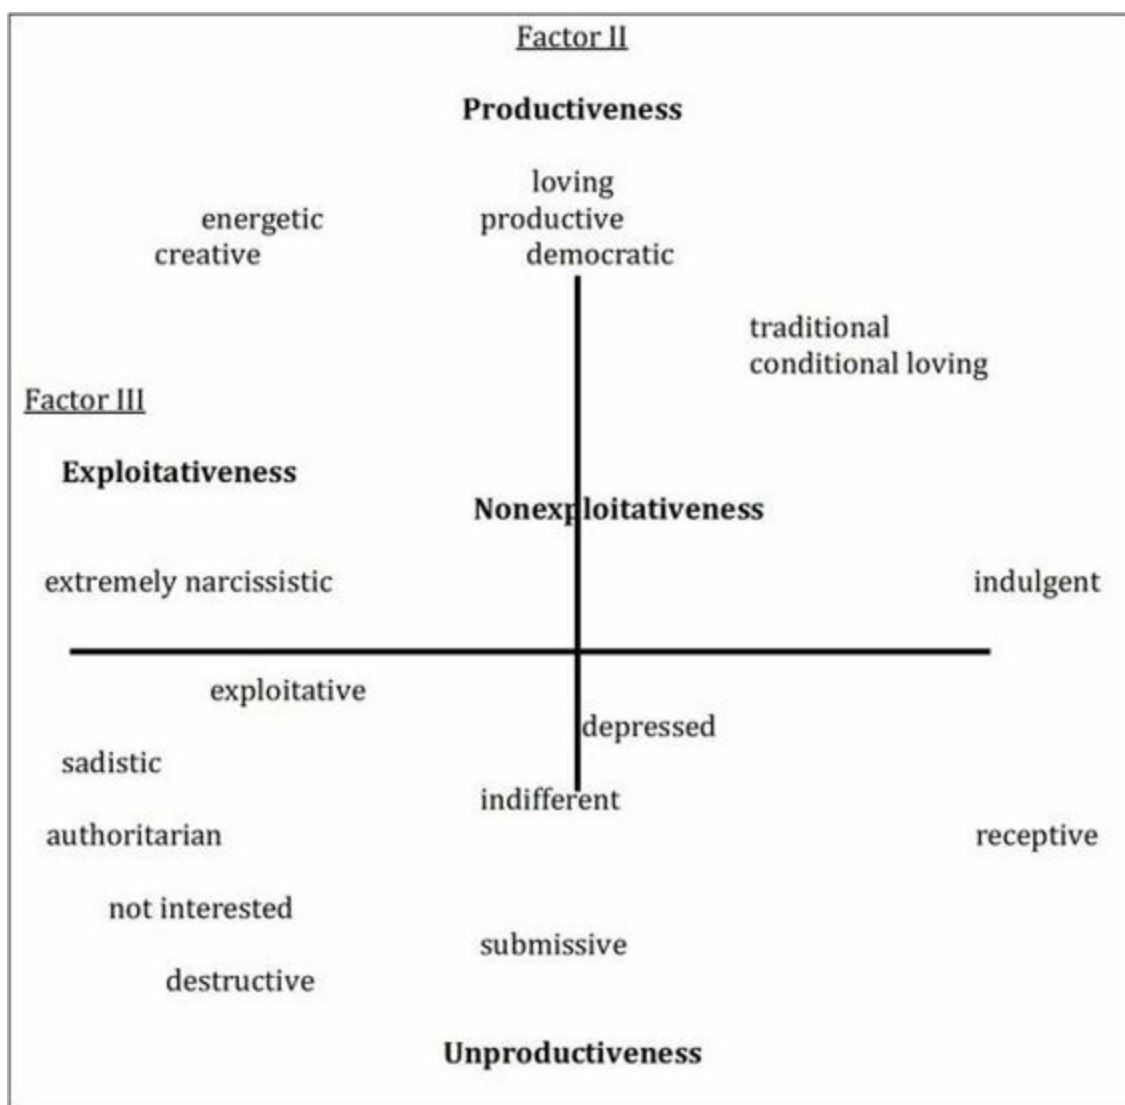 Factor II
Productiveness
loving
energetic productive
creative democratic
traditional
conditional loving
Factor III
Exploitativeness
Nonexploitativeness
extremely narcissistic indulgent
exploitative
depressed
sadistic
indifferent
authoritarian receptive
not interested
submissive
destructive
Unproductiveness